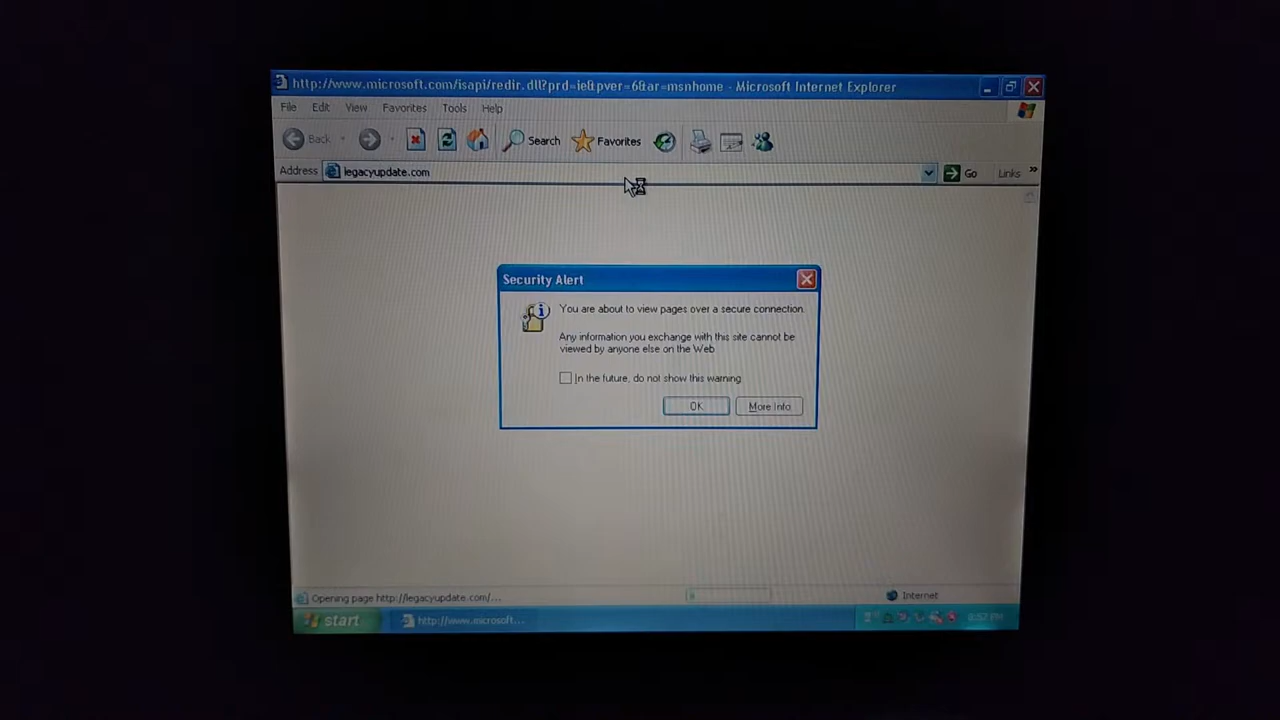 http://www.microsoft.com/isapi/redir.dll?prd=ie&pver=6&ar=msnhome - Microsoft Internet Explorer
File Edit View Favorites Tools Help
Back Search Favorites
Address legacyupdate.com Go Links »
Security Alert
You are about to view pages over a secure connection.
Any information you exchange with this site cannot be
viewed by anyone else on the Web.
In the future, do not show this warning
OK More Info
Opening page http://legacyupdate.com/... Internet
start http://www.microsoft... 8:57 PM